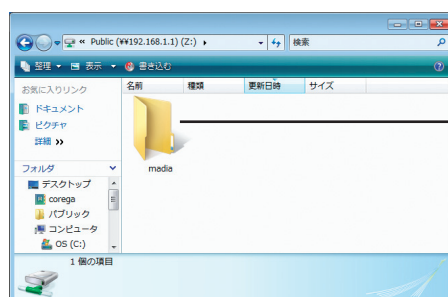 « Public (¥¥192.168.1.1) (Z:) ▸
検索
整理 ▾ 表示 ▾ 書き込む
お気に入りリンク
ドキュメント
ピクチャ
詳細 »
フォルダ
デスクトップ
corega
パブリック
コンピュータ
OS (C:)
名前 種類 更新日時 サイズ
madia
1 個の項目